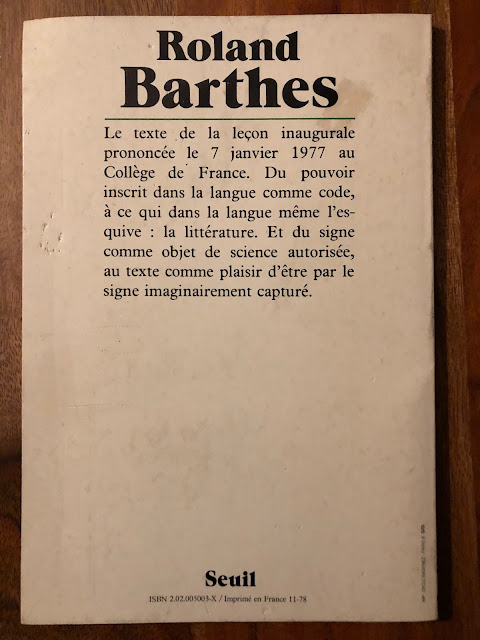 Roland
Barthes
Le texte de la leçon inaugurale
prononcée le 7 janvier 1977 au
Collège de France. Du pouvoir
inscrit dans la langue comme code,
à ce qui dans la langue même l'es-
quive : la littérature. Et du signe
comme objet de science autorisée,
au texte comme plaisir d'être par le
signe imaginairement capturé.
Seuil
ISBN 2.02.005003-X / Imprimé en France 11-78